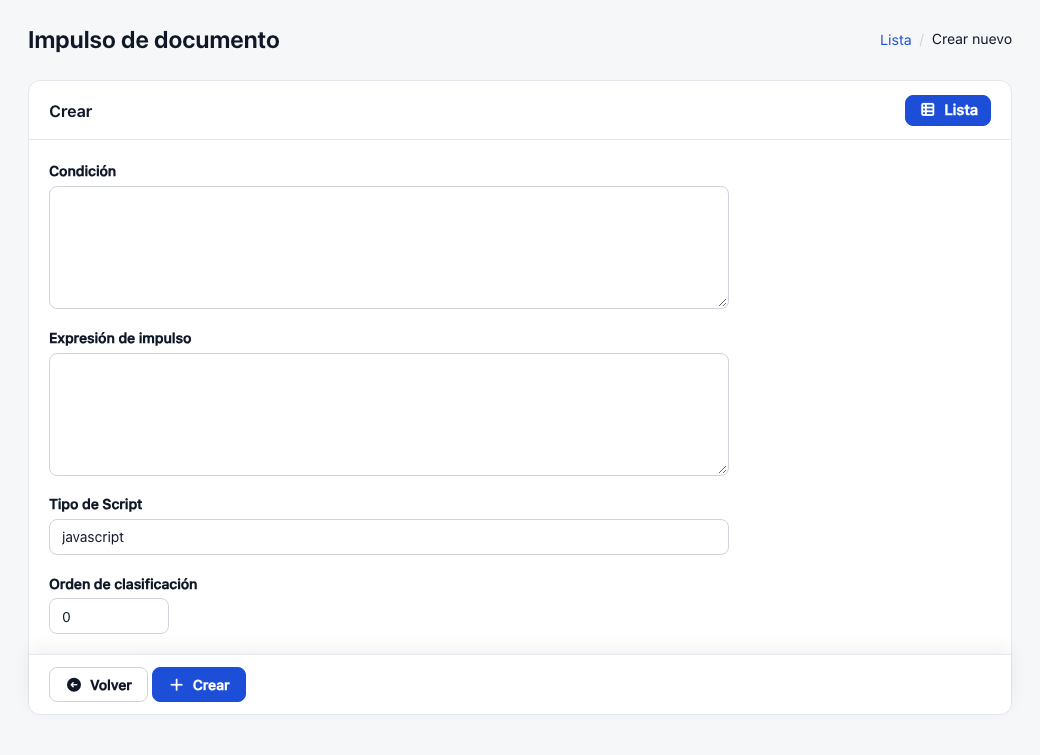 Impulso de documento
Lista / Crear nuevo
Crear
Lista
Condición
Expresión de impulso
Tipo de Script
javascript
Orden de clasificación
0
Volver
Crear